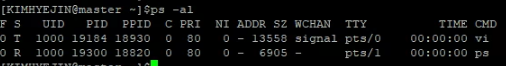 [KIMHYEJIN@master ~]$ps -al
F S   UID   PID  PPID  C PRI  NI ADDR SZ WCHAN  TTY          TIME CMD
0 T  1000 19184 18930  0  80   0 - 13558 signal pts/0    00:00:00 vi
0 R  1000 19300 18820  0  80   0 -  6905 -      pts/1    00:00:00 ps
[KIMHYEJIN@master ~]$